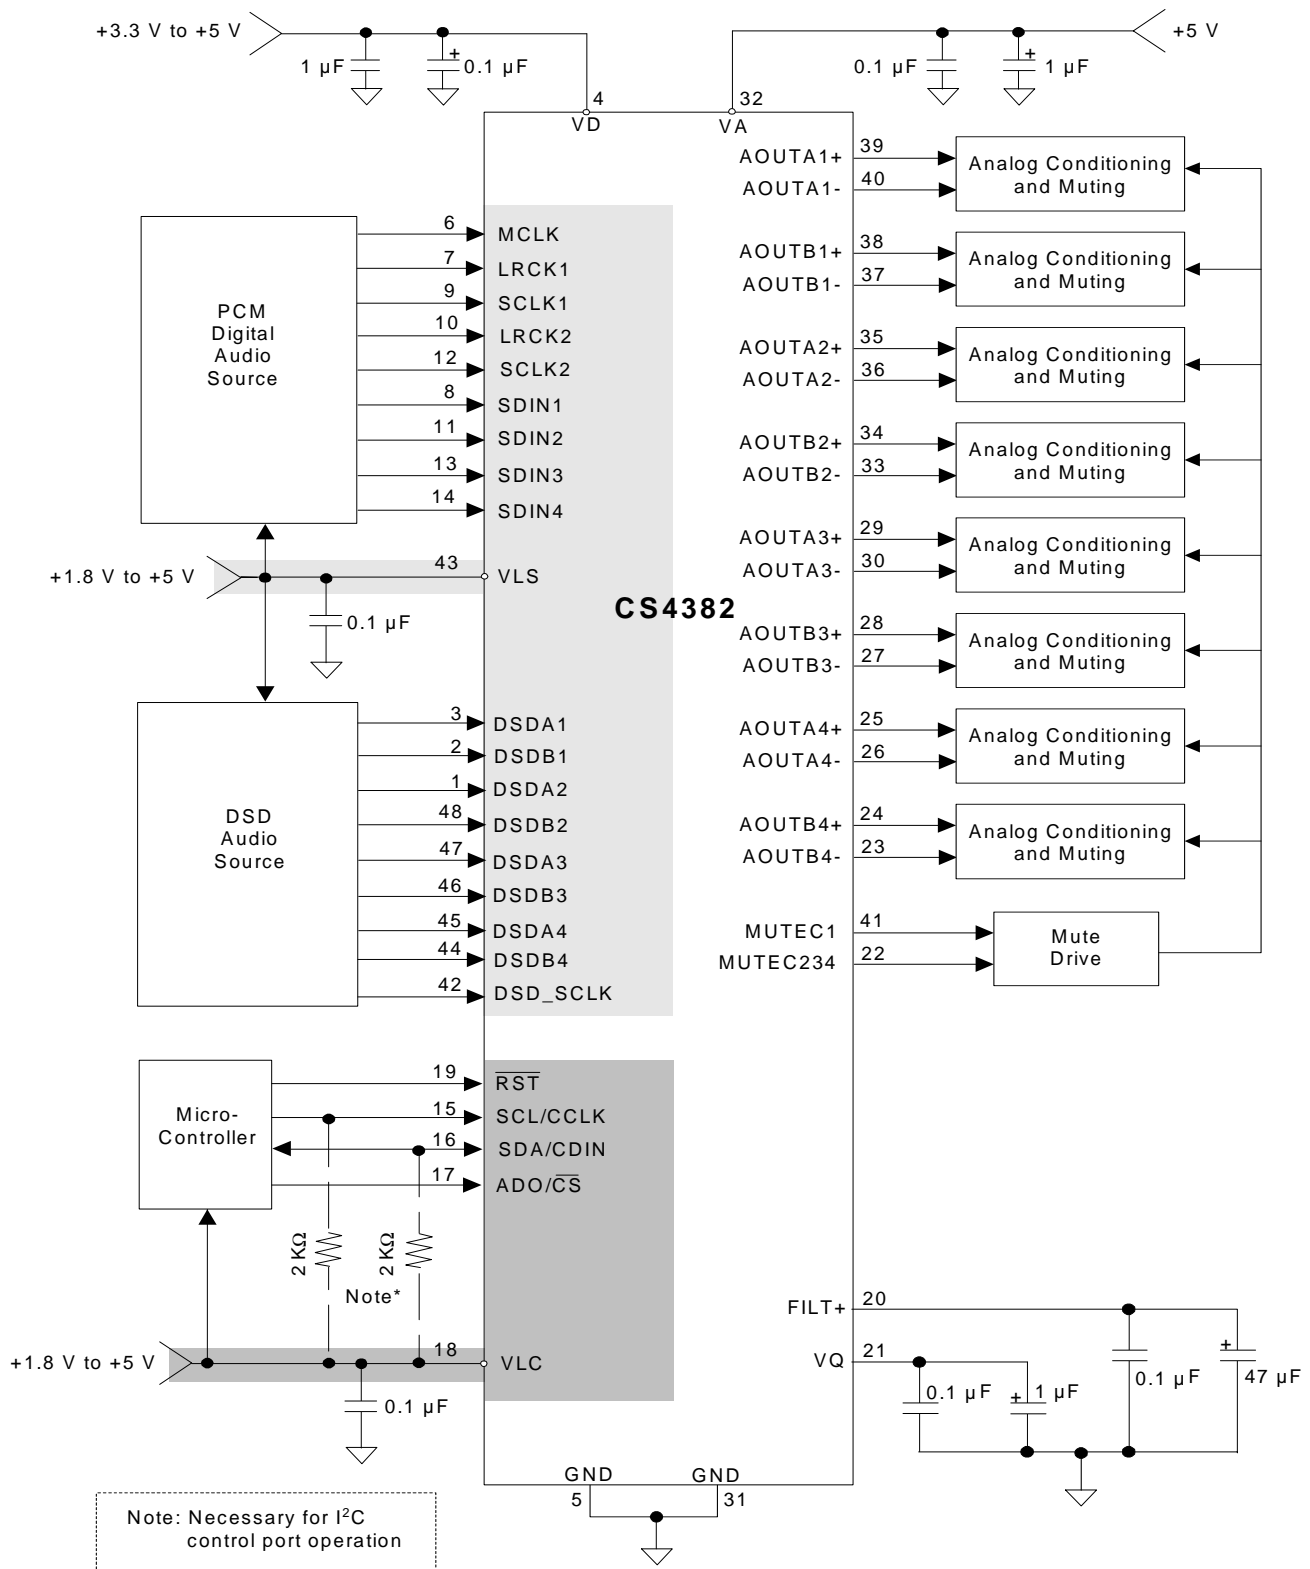 +3.3 V to +5 V
1 µF
+
0.1 µF
4
VD
32
VA
0.1 µF
+
1 µF
+5 V
PCM
Digital
Audio
Source
6
MCLK
7
LRCK1
9
SCLK1
10
LRCK2
12
SCLK2
8
SDIN1
11
SDIN2
13
SDIN3
14
SDIN4
+1.8 V to +5 V
43
VLS
0.1 µF
CS4382
DSD
Audio
Source
3
DSDA1
2
DSDB1
1
DSDA2
48
DSDB2
47
DSDA3
46
DSDB3
45
DSDA4
44
DSDB4
42
DSD_SCLK
Micro-
Controller
19
R̅S̅T̅
15
SCL/CCLK
16
SDA/CDIN
17
ADO/C̅S̅
2 KΩ
2 KΩ
Note*
+1.8 V to +5 V
18
VLC
0.1 µF
Note: Necessary for I²C
control port operation
GND
5
GND
31
AOUTA1+
39
AOUTA1-
40
Analog Conditioning
and Muting
AOUTB1+
38
AOUTB1-
37
Analog Conditioning
and Muting
AOUTA2+
35
AOUTA2-
36
Analog Conditioning
and Muting
AOUTB2+
34
AOUTB2-
33
Analog Conditioning
and Muting
AOUTA3+
29
AOUTA3-
30
Analog Conditioning
and Muting
AOUTB3+
28
AOUTB3-
27
Analog Conditioning
and Muting
AOUTA4+
25
AOUTA4-
26
Analog Conditioning
and Muting
AOUTB4+
24
AOUTB4-
23
Analog Conditioning
and Muting
MUTEC1
41
MUTEC234
22
Mute
Drive
FILT+
20
VQ
21
0.1 µF
+
1 µF
0.1 µF
+
47 µF